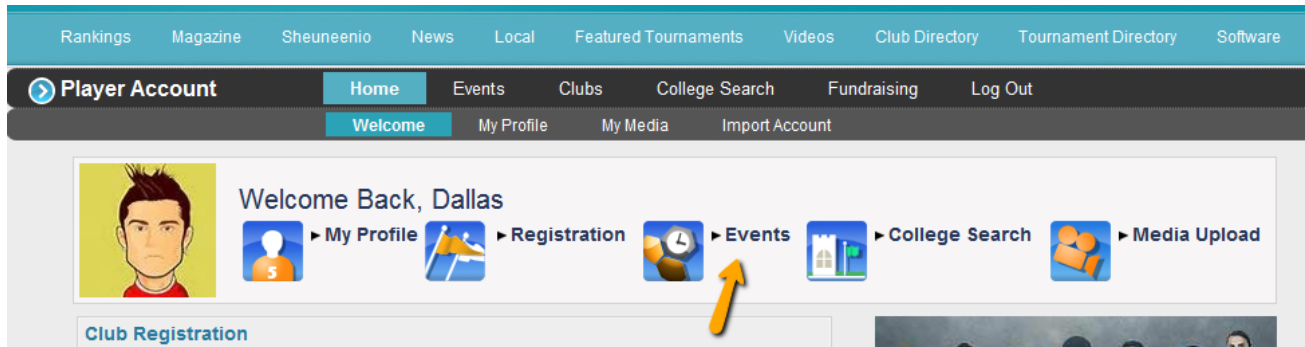 Rankings Magazine Sheuneenio News Local Featured Tournaments Videos Club Directory Tournament Directory Software
Player Account Home Events Clubs College Search Fundraising Log Out
Welcome My Profile My Media Import Account
Welcome Back, Dallas
5 My Profile Registration Events College Search Media Upload
Club Registration